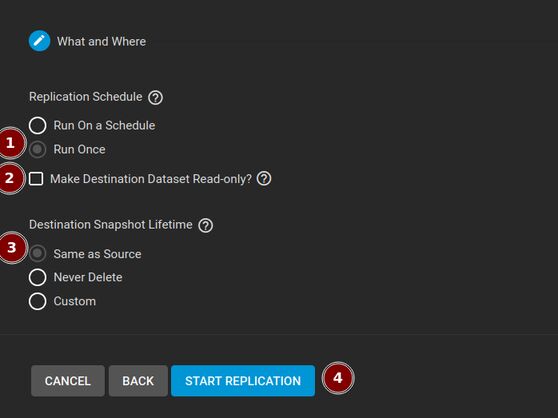 What and Where
Replication Schedule ?
Run On a Schedule
1 Run Once
2 Make Destination Dataset Read-only? ?
Destination Snapshot Lifetime ?
3 Same as Source
Never Delete
Custom
CANCEL BACK START REPLICATION 4